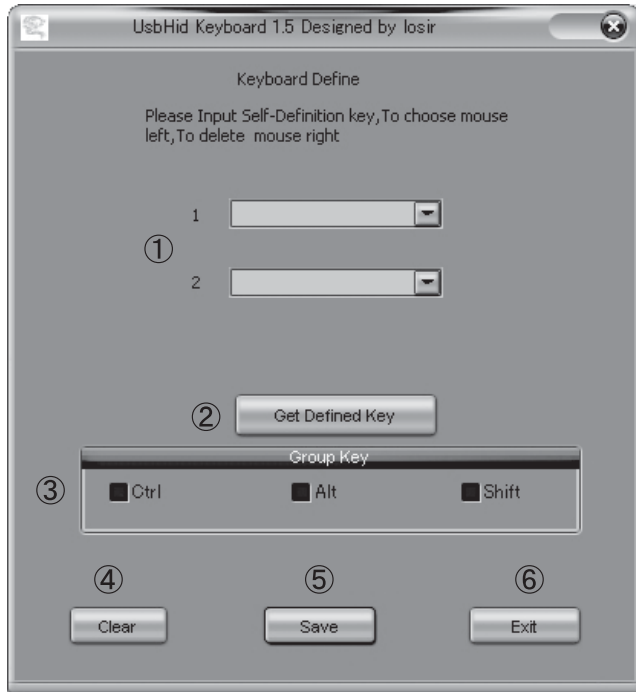 UsbHid Keyboard 1.5 Designed by losir
Keyboard Define
Please Input Self-Definition key,To choose mouse
left,To delete mouse right
1
①
2
② Get Defined Key
Group Key
③ Ctrl Alt Shift
④ ⑤ ⑥
Clear Save Exit